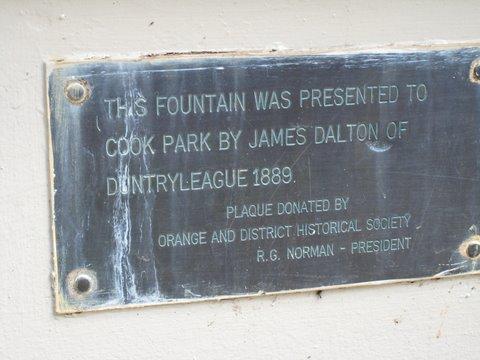 THIS FOUNTAIN WAS PRESENTED TO
COOK PARK BY JAMES DALTON OF
DUNTRYLEAGUE 1889.
PLAQUE DONATED BY
ORANGE AND DISTRICT HISTORICAL SOCIETY
R.G. NORMAN - PRESIDENT